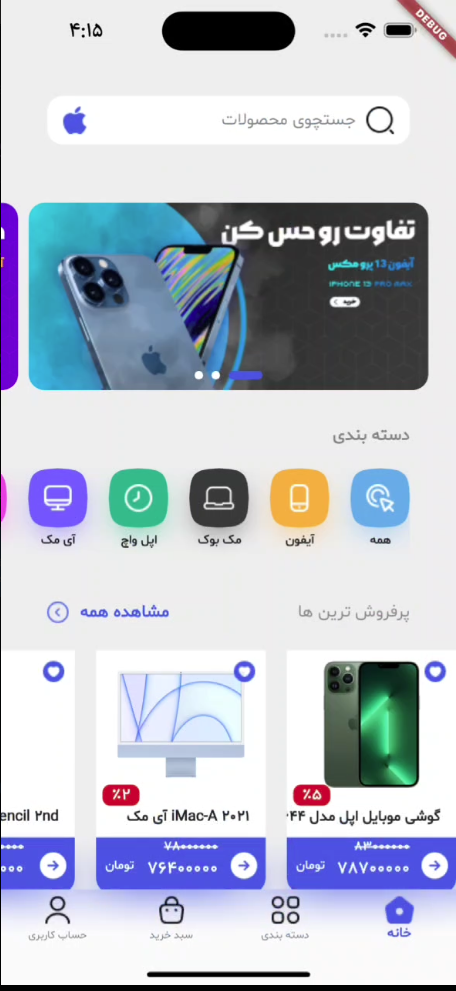 ۴:۱۵
DEBUG
جستجوی محصولات
تفاوت رو حس کن
آیفون 13 پرو مکس
IPHONE 13 PRO MAX
خرید
دسته بندی
همه
آیفون
مک بوک
اپل واچ
آی مک
پرفروش ترین ها
مشاهده همه
٪۵
٪۲
گوشی موبایل اپل مدل ۴۴
iMac-A ۲۰۲۱ آی مک
encil ۲nd
۸۳۰۰۰۰۰۰
۷۸۷۰۰۰۰۰
تومان
۷۸۰۰۰۰۰۰
۷۶۴۰۰۰۰۰
تومان
خانه
دسته بندی
سبد خرید
حساب کاربری